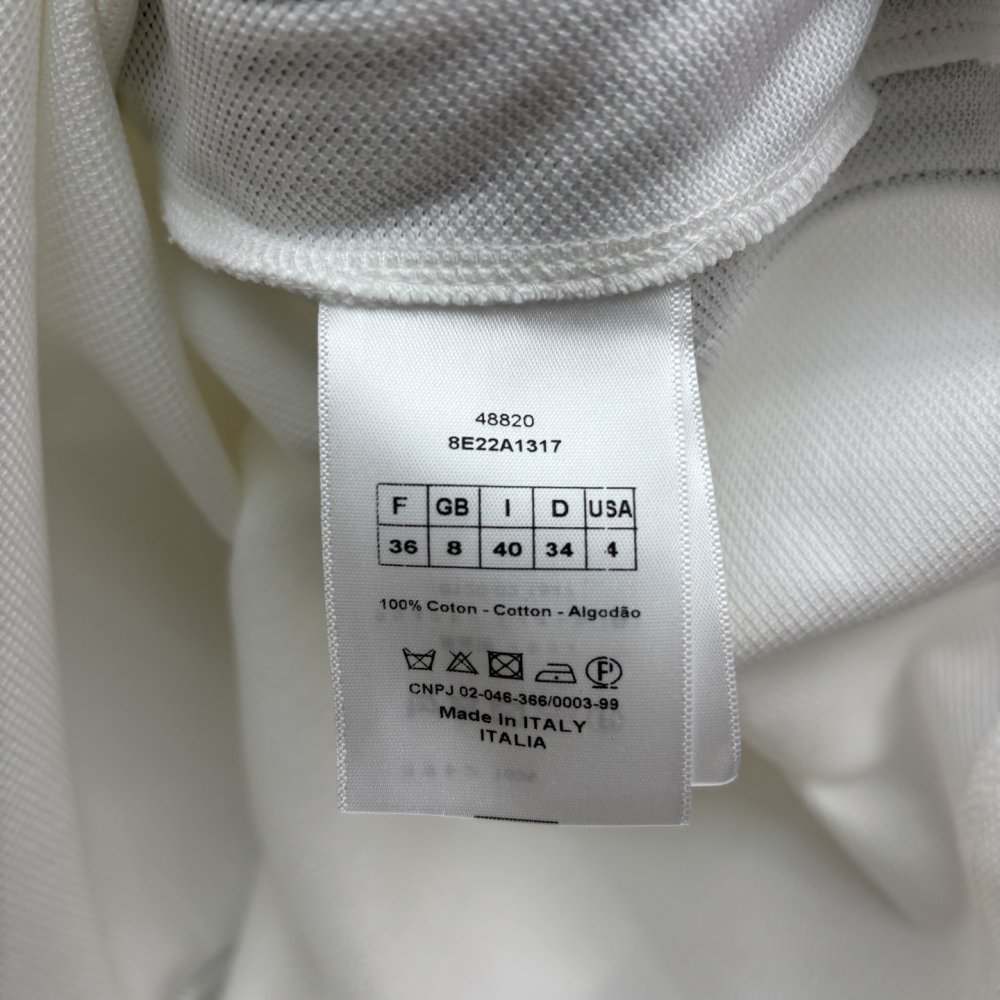 48820
8E22A1317
F GB I D USA
36 8 40 34 4
100% Coton - Cotton - Algodão
P
CNPJ 02-046-366/0003-99
Made In ITALY
ITALIA